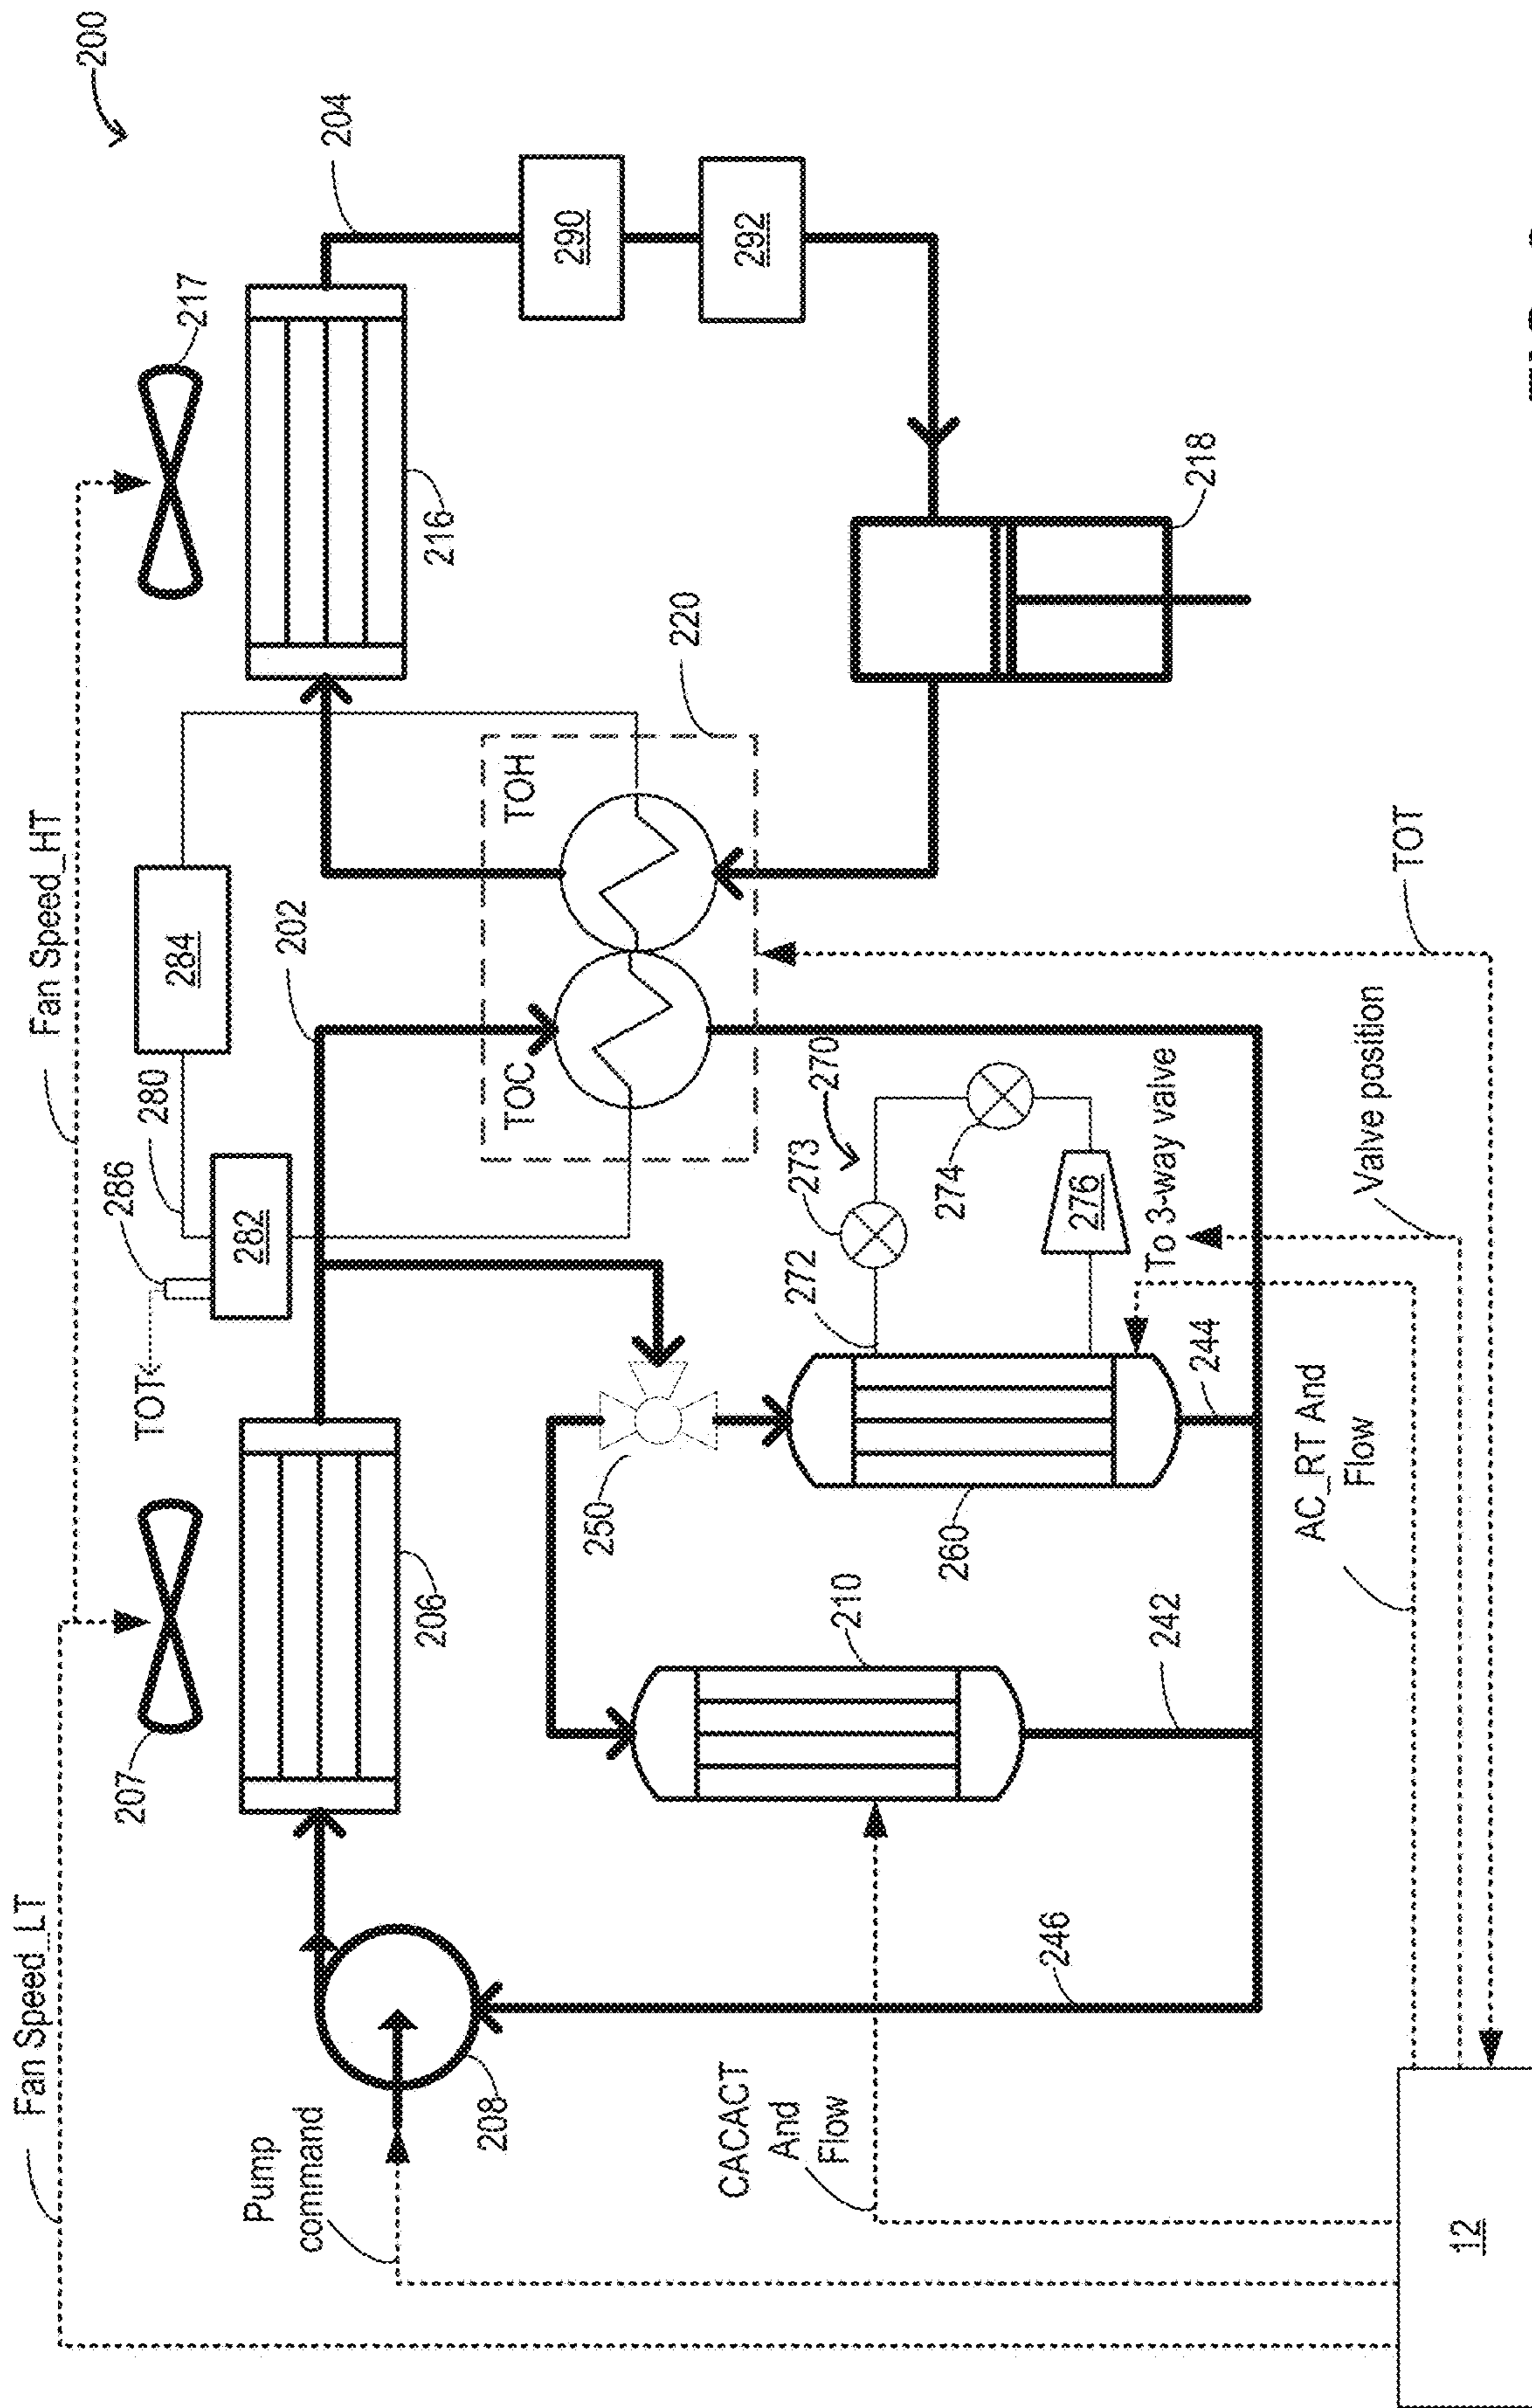 200
Fan Speed_LT
Fan Speed_HT
207
217
286
280
TOT
282
284
202
204
206
216
Pump
command
208
TOC
TOH
220
290
292
250
210
260
272
273
270
274
276
218
CACACT
And
Flow
246
242
244
To 3-way valve
AC_RT And
Flow
Valve position
TOT
12